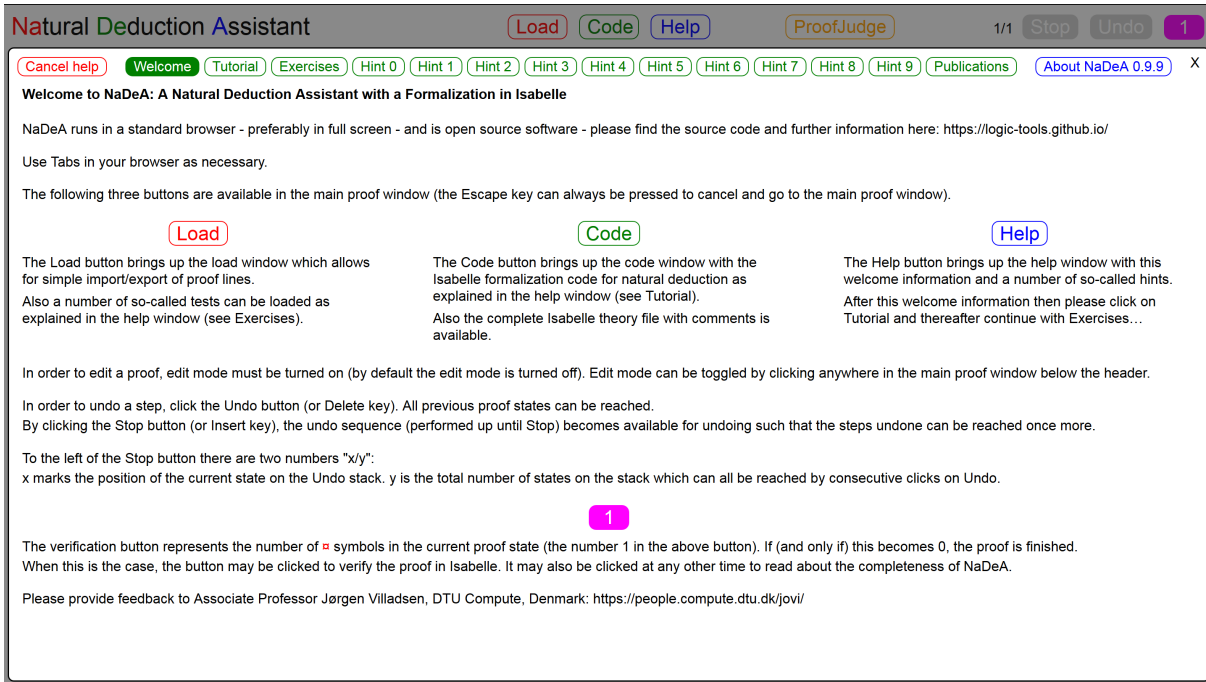 Natural Deduction Assistant Load Code Help ProofJudge 1/1 Stop Undo 1
Cancel help Welcome Tutorial Exercises Hint 0 Hint 1 Hint 2 Hint 3 Hint 4 Hint 5 Hint 6 Hint 7 Hint 8 Hint 9 Publications About NaDeA 0.9.9 X
Welcome to NaDeA: A Natural Deduction Assistant with a Formalization in Isabelle
NaDeA runs in a standard browser - preferably in full screen - and is open source software - please find the source code and further information here: https://logic-tools.github.io/
Use Tabs in your browser as necessary.
The following three buttons are available in the main proof window (the Escape key can always be pressed to cancel and go to the main proof window).
Load
The Load button brings up the load window which allows
for simple import/export of proof lines.
Also a number of so-called tests can be loaded as
explained in the help window (see Exercises).
Code
The Code button brings up the code window with the
Isabelle formalization code for natural deduction as
explained in the help window (see Tutorial).
Also the complete Isabelle theory file with comments is
available.
Help
The Help button brings up the help window with this
welcome information and a number of so-called hints.
After this welcome information then please click on
Tutorial and thereafter continue with Exercises…
In order to edit a proof, edit mode must be turned on (by default the edit mode is turned off). Edit mode can be toggled by clicking anywhere in the main proof window below the header.
In order to undo a step, click the Undo button (or Delete key). All previous proof states can be reached.
By clicking the Stop button (or Insert key), the undo sequence (performed up until Stop) becomes available for undoing such that the steps undone can be reached once more.
To the left of the Stop button there are two numbers "x/y":
x marks the position of the current state on the Undo stack. y is the total number of states on the stack which can all be reached by consecutive clicks on Undo.
1
The verification button represents the number of ¤ symbols in the current proof state (the number 1 in the above button). If (and only if) this becomes 0, the proof is finished.
When this is the case, the button may be clicked to verify the proof in Isabelle. It may also be clicked at any other time to read about the completeness of NaDeA.
Please provide feedback to Associate Professor Jørgen Villadsen, DTU Compute, Denmark: https://people.compute.dtu.dk/jovi/